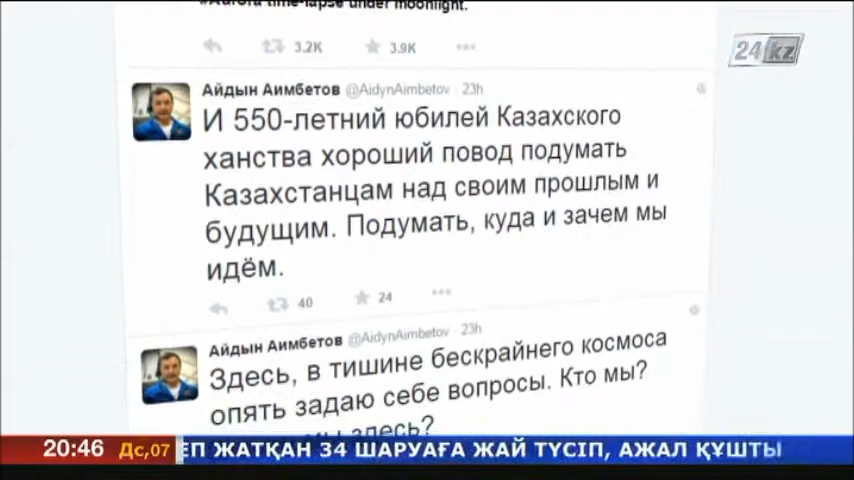 #Aurora time-lapse under moonlight.
3.2K 3.9K
24kz
Айдын Аимбетов @AidynAimbetov · 23h
И 550-летний юбилей Казахского
ханства хороший повод подумать
Казахстанцам над своим прошлым и
будущим. Подумать, куда и зачем мы
идём.
40 24
Айдын Аимбетов @AidynAimbetov · 23h
Здесь, в тишине бескрайнего космоса
опять задаю себе вопросы. Кто мы?
здесь?
20:46 Дс,07 ЕП ЖАТҚАН 34 ШАРУАҒА ЖАЙ ТҮСІП, АЖАЛ ҚҰШТЫ